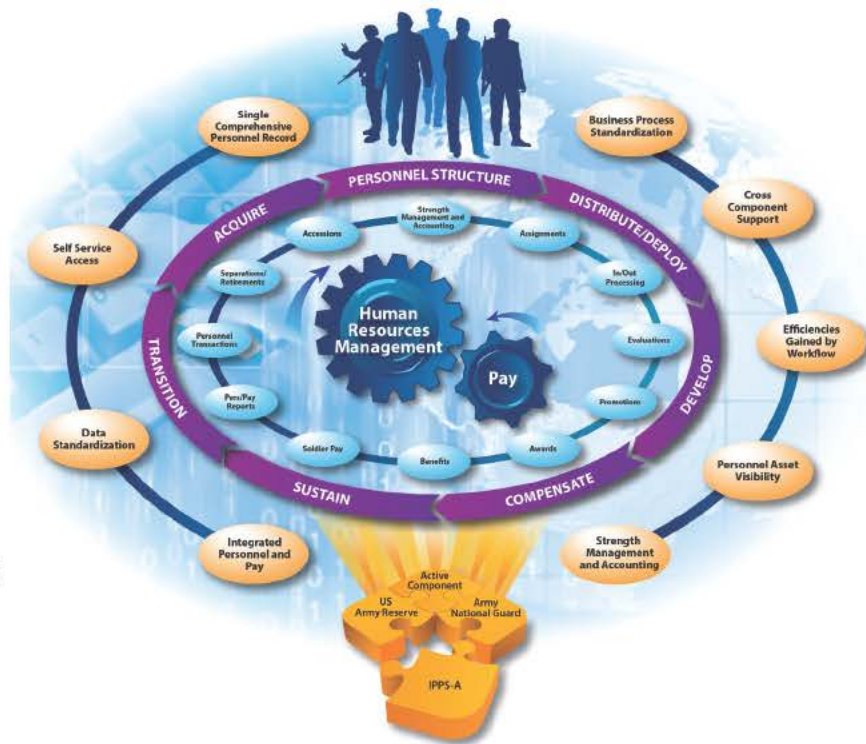 Single
Comprehensive
Personnel Record
Business Process
Standardization
PERSONNEL STRUCTURE
ACQUIRE
DISTRIBUTE/DEPLOY
Cross
Component
Support
Self Service
Access
Strength
Management and
Accounting
Accessions
Assignments
Separations/
Retirements
In/Out
Processing
Human
Resources
Management
Personnel
Transactions
Evaluations
Efficiencies
Gained by
Workflow
TRANSITION
Pay
DEVELOP
Pers/Pay
Reports
Promotions
Data
Standardization
Soldier Pay
Benefits
Awards
Personnel Asset
Visibility
SUSTAIN
COMPENSATE
Integrated
Personnel and
Pay
Strength
Management
and Accounting
Active
Component
US
Army Reserve
Army
National Guard
IPPS-A